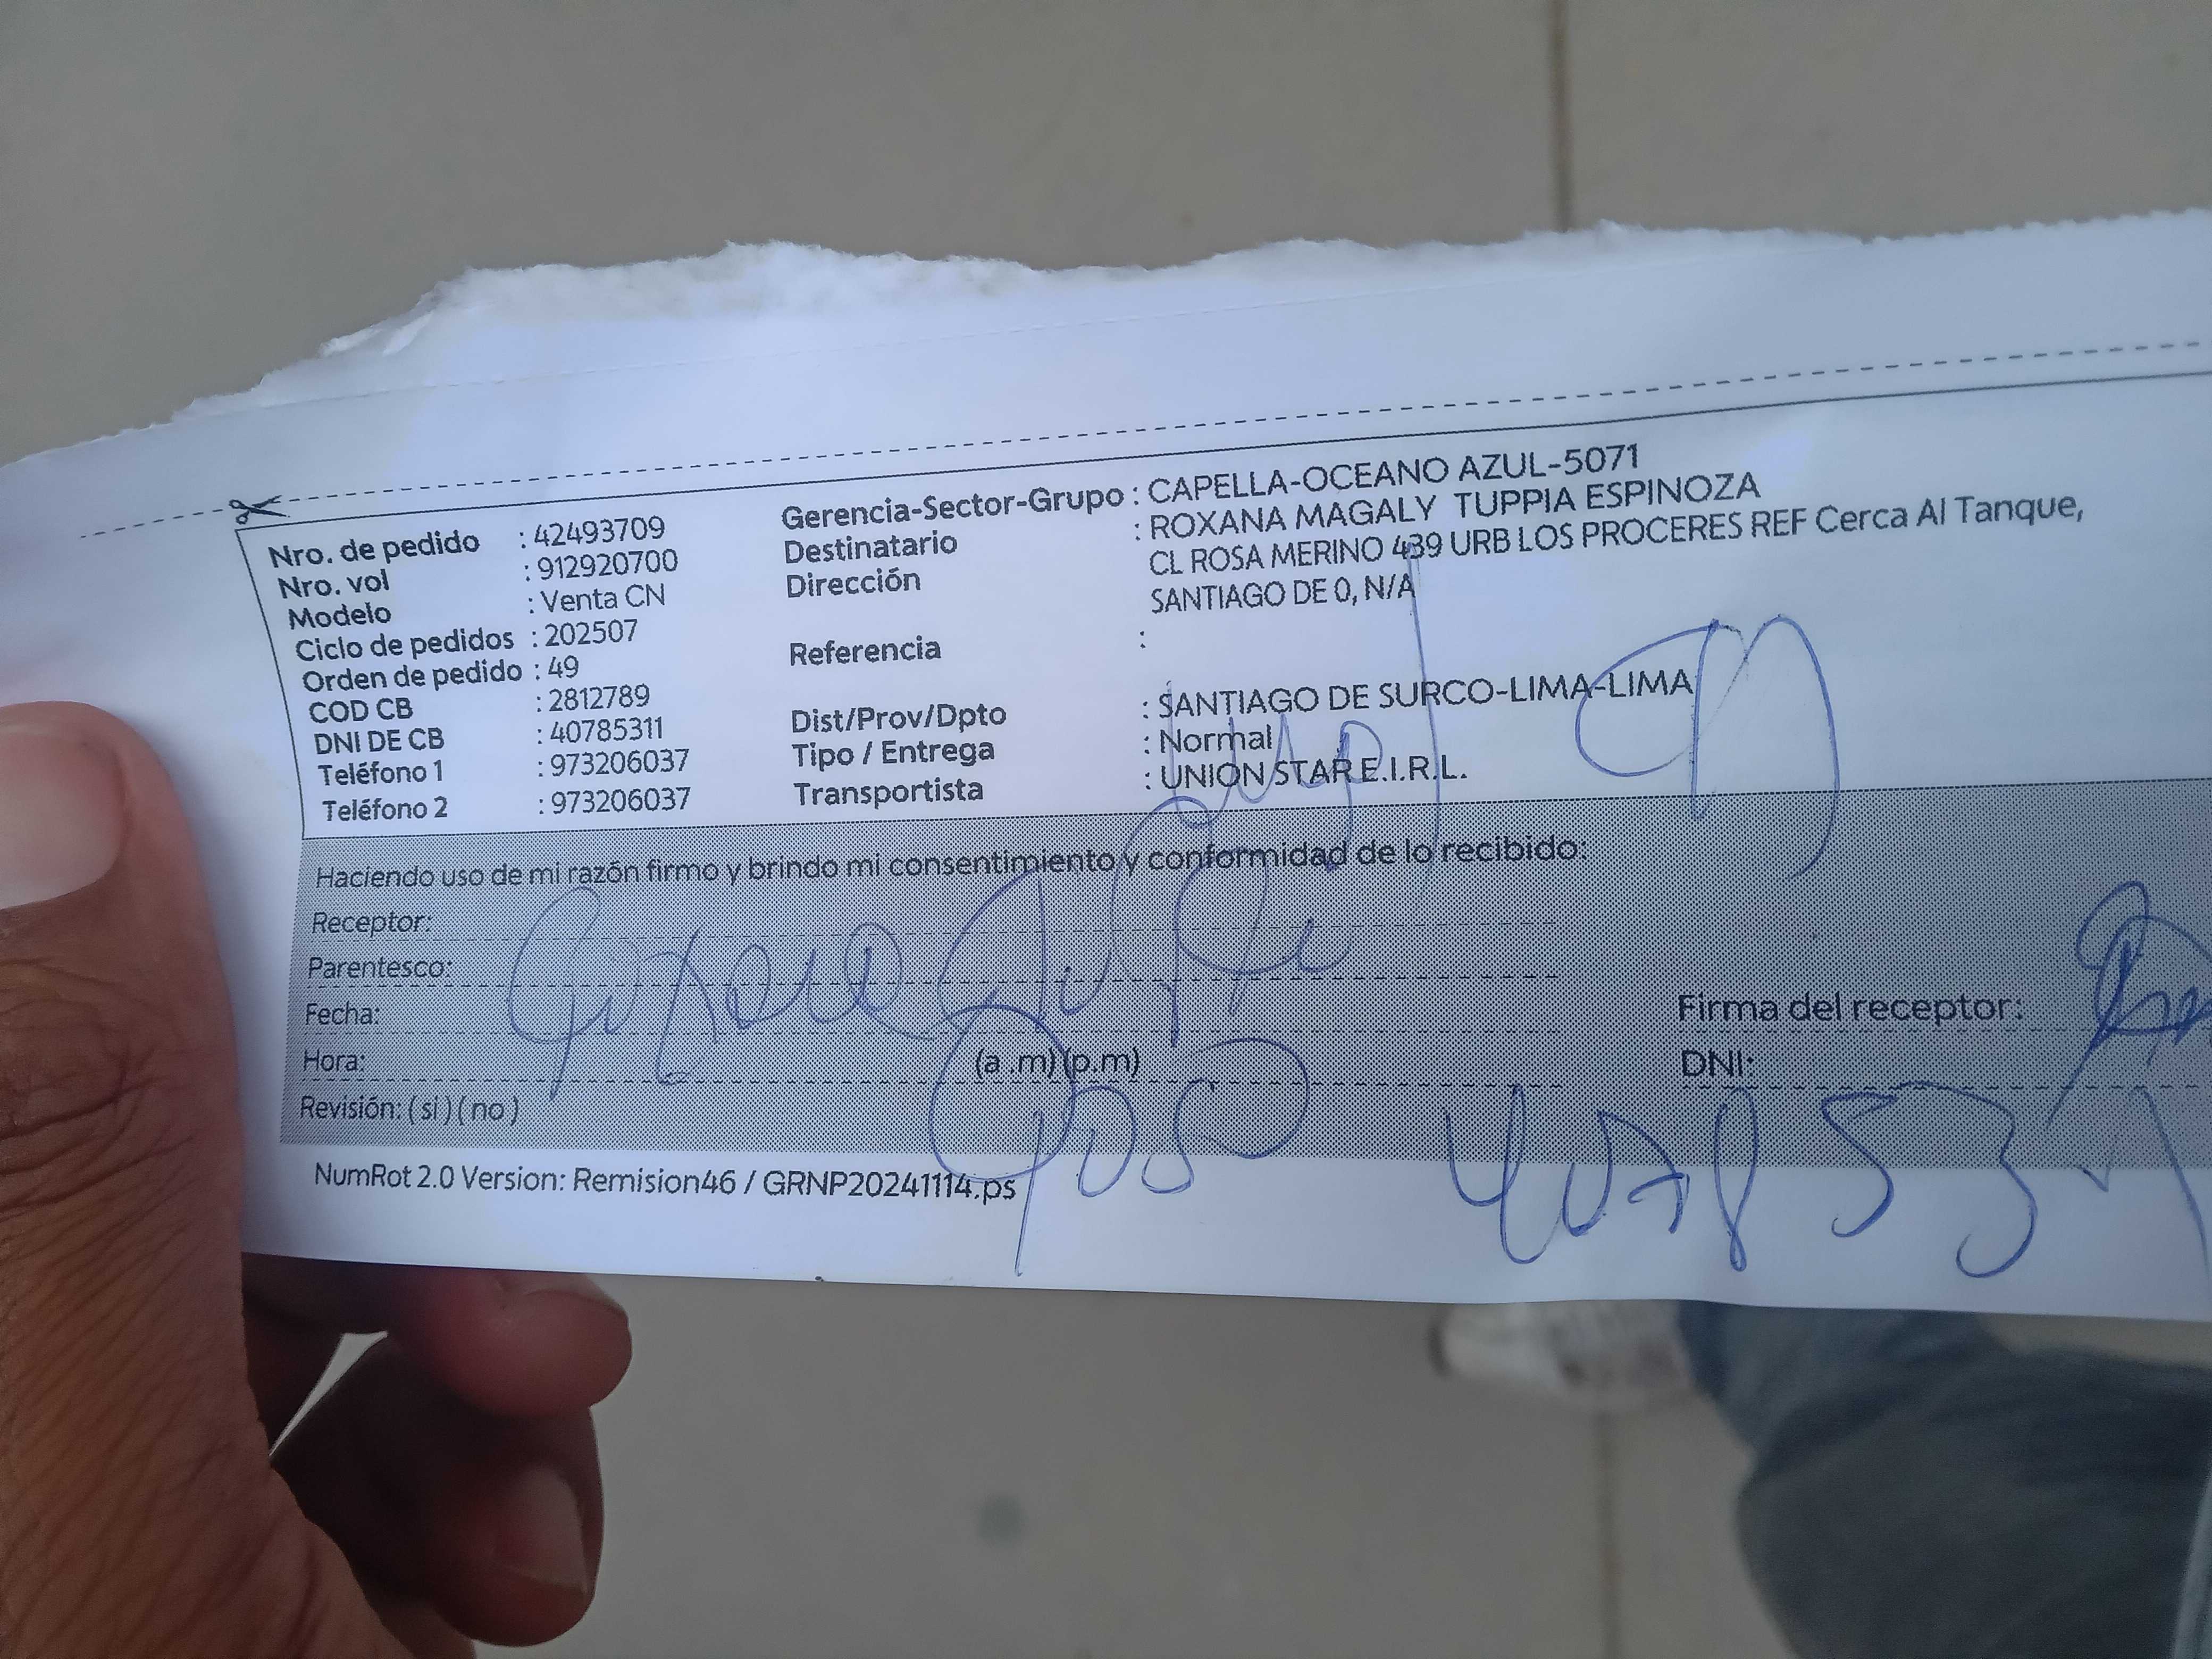 Nro. de pedido : 42493709
Nro. vol : 912920700
Modelo : Venta CN
Ciclo de pedidos : 202507
Orden de pedido : 49
COD CB : 2812789
DNI DE CB : 40785311
Teléfono 1 : 973206037
Teléfono 2 : 973206037
Gerencia-Sector-Grupo : CAPELLA-OCEANO AZUL-5071
Destinatario : ROXANA MAGALY TUPPIA ESPINOZA
Dirección CL ROSA MERINO 439 URB LOS PROCERES REF Cerca Al Tanque,
SANTIAGO DE 0, N/A
Referencia :
Dist/Prov/Dpto : SANTIAGO DE SURCO-LIMA-LIMA
Tipo / Entrega : Normal
Transportista : UNION STAR E.I.R.L.
Haciendo uso de mi razón firmo y brindo mi consentimiento y conformidad de lo recibido:
Receptor:
Parentesco:
Fecha:
Hora: (a .m) (p.m)
Revisión: ( si ) ( no )
Firma del receptor:
DNI:
NumRot 2.0 Version: Remision46 / GRNP20241114.ps